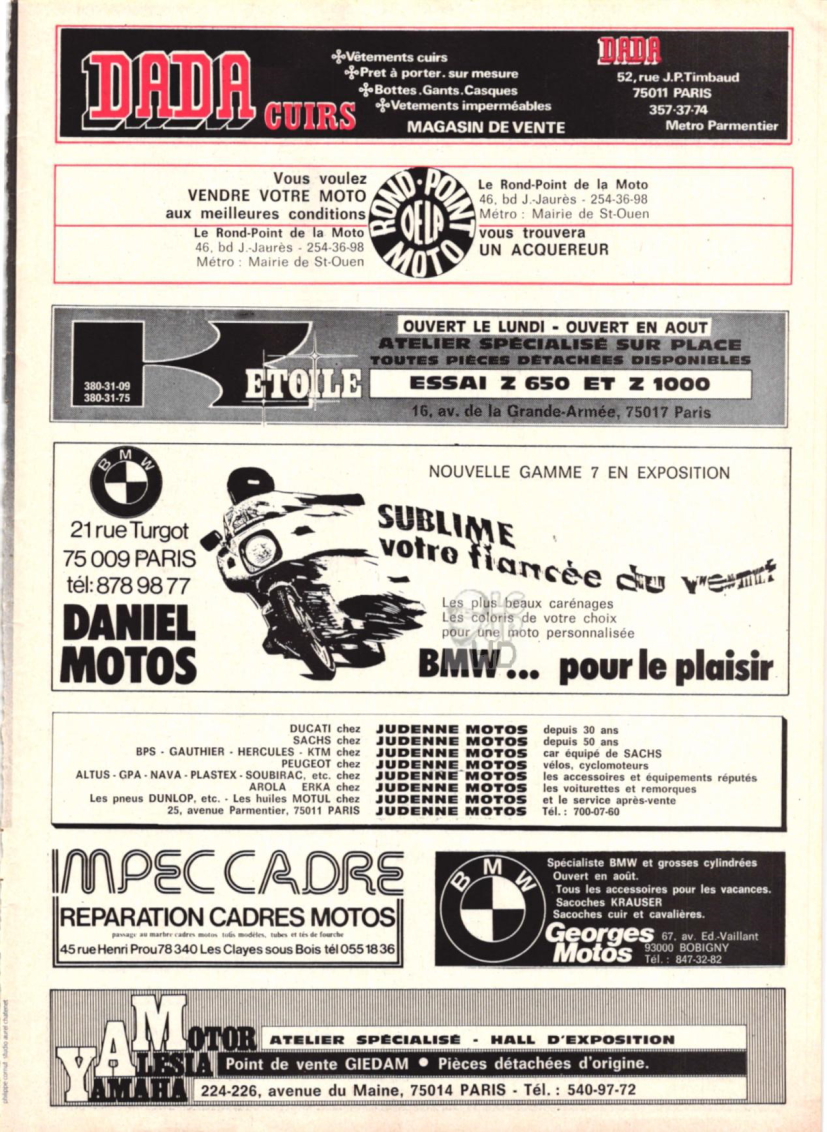 DADA CUIRS
Vêtements cuirs
Pret à porter. sur mesure
Bottes.Gants.Casques
Vetements imperméables
MAGASIN DE VENTE
DADA
52, rue J.P.Timbaud
75011 PARIS
357-37-74
Metro Parmentier
Vous voulez
VENDRE VOTRE MOTO
aux meilleures conditions
Le Rond-Point de la Moto
46, bd J.-Jaurès - 254-36-98
Métro : Mairie de St-Ouen
ROND-POINT
DE LA
MOTO
Le Rond-Point de la Moto
46, bd J.-Jaurès - 254-36-98
Métro : Mairie de St-Ouen
vous trouvera
UN ACQUEREUR
380-31-09
380-31-75
ETOILE
OUVERT LE LUNDI - OUVERT EN AOUT
ATELIER SPÉCIALISÉ SUR PLACE
TOUTES PIÈCES DÉTACHÉES DISPONIBLES
ESSAI Z 650 ET Z 1000
16, av. de la Grande-Armée, 75017 Paris
BMW
21 rue Turgot
75 009 PARIS
tél: 878 98 77
DANIEL
MOTOS
NOUVELLE GAMME 7 EN EXPOSITION
SUBLIME
votre fiancée du vent
Les plus beaux carénages
Les coloris de votre choix
pour une moto personnalisée
BMW... pour le plaisir
DUCATI chez JUDENNE MOTOS depuis 30 ans
SACHS chez JUDENNE MOTOS depuis 50 ans
BPS - GAUTHIER - HERCULES - KTM chez JUDENNE MOTOS car équipé de SACHS
PEUGEOT chez JUDENNE MOTOS vélos, cyclomoteurs
ALTUS - GPA - NAVA - PLASTEX - SOUBIRAC, etc. chez JUDENNE MOTOS les accessoires et équipements réputés
AROLA ERKA chez JUDENNE MOTOS les voiturettes et remorques
Les pneus DUNLOP, etc. - Les huiles MOTUL chez JUDENNE MOTOS et le service après-vente
25, avenue Parmentier, 75011 PARIS JUDENNE MOTOS Tél. : 700-07-60
IMPEC CADRE
REPARATION CADRES MOTOS
passage au marbre cadres motos tous modèles, tubes et tés de fourche
45 rue Henri Prou 78 340 Les Clayes sous Bois tél 055 18 36
BMW
Spécialiste BMW et grosses cylindrées
Ouvert en août.
Tous les accessoires pour les vacances.
Sacoches KRAUSER
Sacoches cuir et cavalières.
Georges
Motos
67, av. Ed.-Vaillant
93000 BOBIGNY
Tél. : 847-32-82
MOTOR
ALESIA
YAMAHA
ATELIER SPÉCIALISÉ - HALL D'EXPOSITION
Point de vente GIEDAM ● Pièces détachées d'origine.
224-226, avenue du Maine, 75014 PARIS - Tél. : 540-97-72